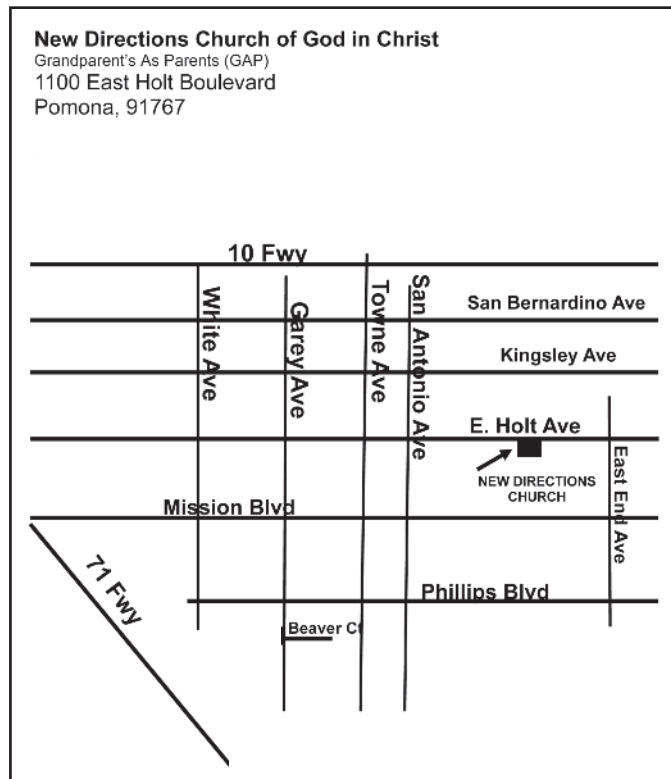 New Directions Church of God in Christ
Grandparent's As Parents (GAP)
1100 East Holt Boulevard
Pomona, 91767
10 Fwy
White Ave
Garey Ave
Towne Ave
San Antonio Ave
San Bernardino Ave
Kingsley Ave
E. Holt Ave
NEW DIRECTIONS
CHURCH
East End Ave
Mission Blvd
71 Fwy
Phillips Blvd
Beaver Ct